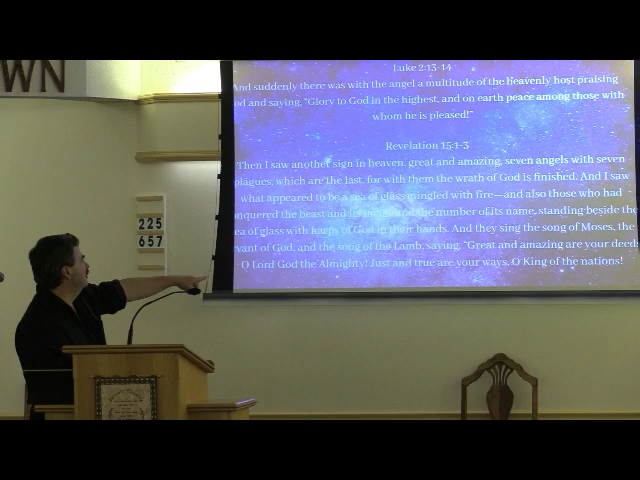 WN
Luke 2:13-14
And suddenly there was with the angel a multitude of the heavenly host praising
od and saying, "Glory to God in the highest, and on earth peace among those with
whom he is pleased!"
Revelation 15:1-3
Then I saw another sign in heaven, great and amazing, seven angels with seven
plagues, which are the last, for with them the wrath of God is finished. And I saw
what appeared to be a sea of glass mingled with fire—and also those who had
onquered the beast and its image and the number of its name, standing beside the
ea of glass with harps of God in their hands. And they sing the song of Moses, the
vant of God, and the song of the Lamb, saying, "Great and amazing are your deeds
O Lord God the Almighty! Just and true are your ways, O King of the nations!
225
657